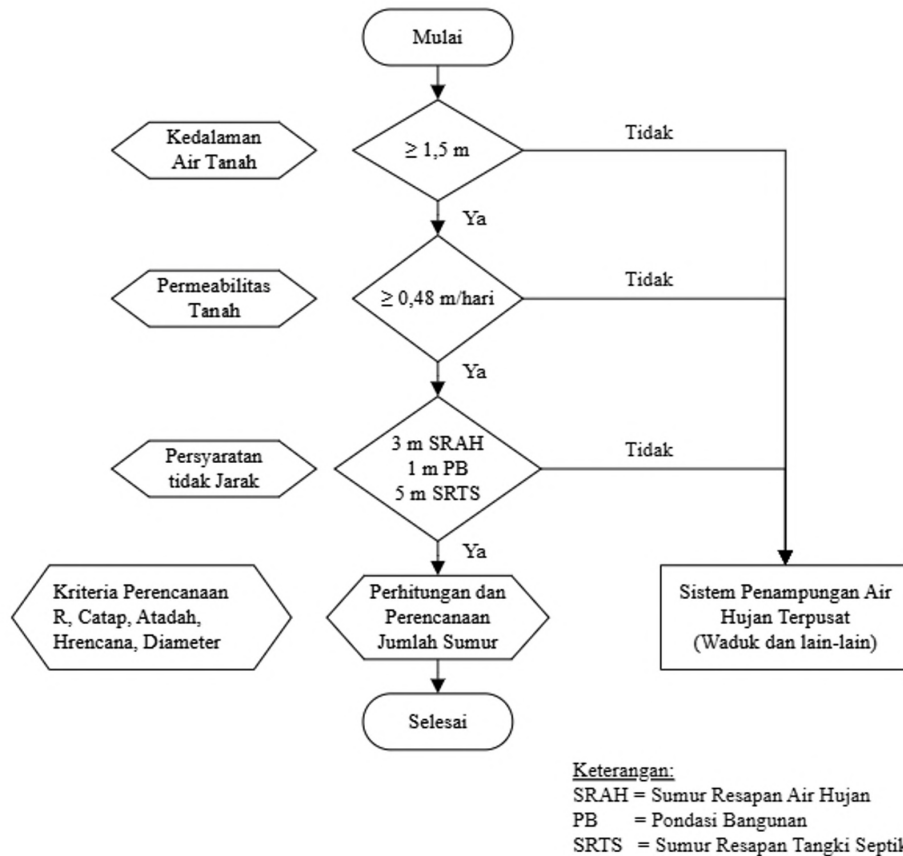 Mulai
Kedalaman
Air Tanah
≥ 1,5 m
Tidak
Ya
Permeabilitas
Tanah
≥ 0,48 m/hari
Tidak
Ya
Persyaratan
tidak Jarak
3 m SRAH
1 m PB
5 m SRTS
Tidak
Ya
Kriteria Perencanaan
R, Catap, Atadah,
Hrencana, Diameter
Perhitungan dan
Perencanaan
Jumlah Sumur
Sistem Penampungan Air
Hujan Terpusat
(Waduk dan lain-lain)
Selesai
Keterangan:
SRAH = Sumur Resapan Air Hujan
PB = Pondasi Bangunan
SRTS = Sumur Resapan Tangki Septik